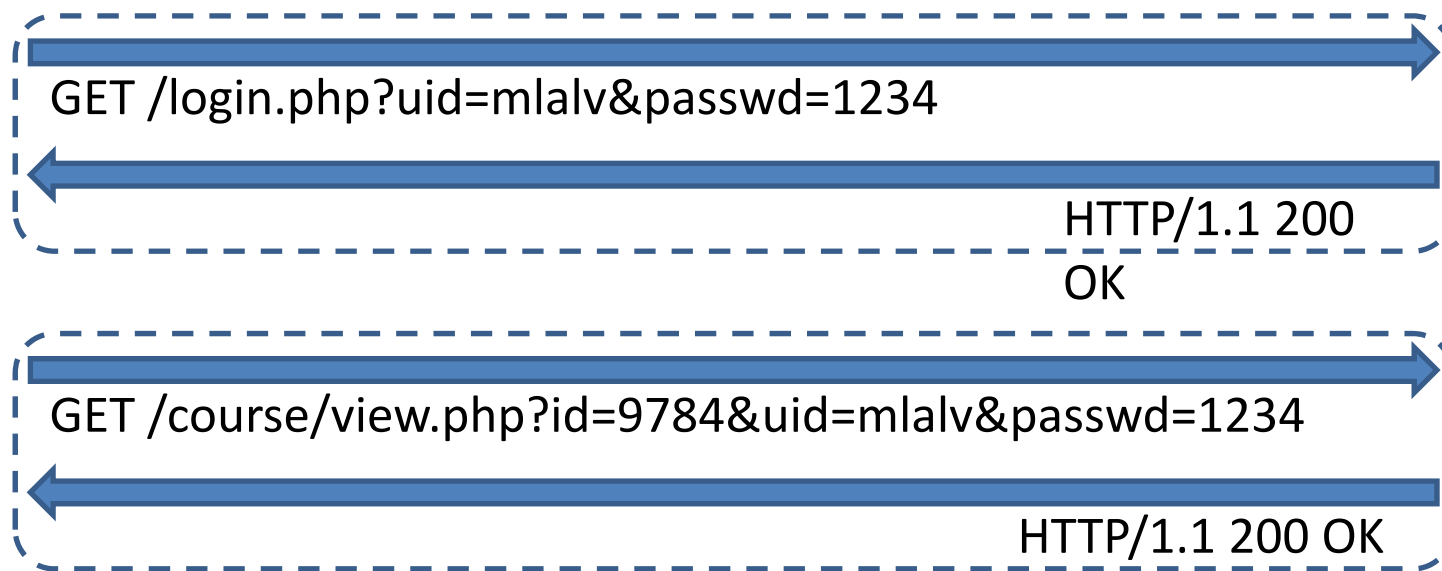 GET /login.php?uid=mlalv&passwd=1234
HTTP/1.1 200
OK
GET /course/view.php?id=9784&uid=mlalv&passwd=1234
HTTP/1.1 200 OK